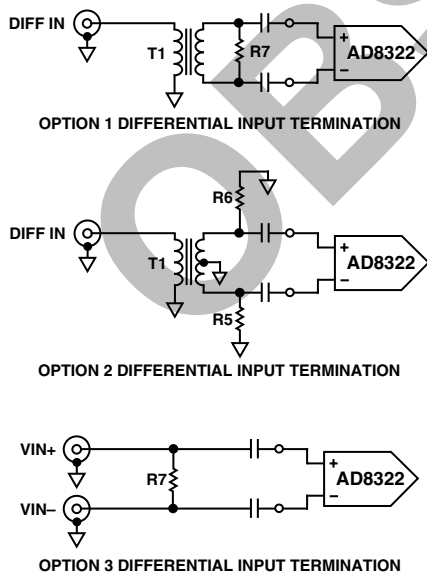 DIFF IN
T1
R7
+
−
AD8322
OPTION 1 DIFFERENTIAL INPUT TERMINATION
R6
DIFF IN
T1
+
−
AD8322
R5
OPTION 2 DIFFERENTIAL INPUT TERMINATION
VIN+
R7
+
−
AD8322
VIN–
OPTION 3 DIFFERENTIAL INPUT TERMINATION